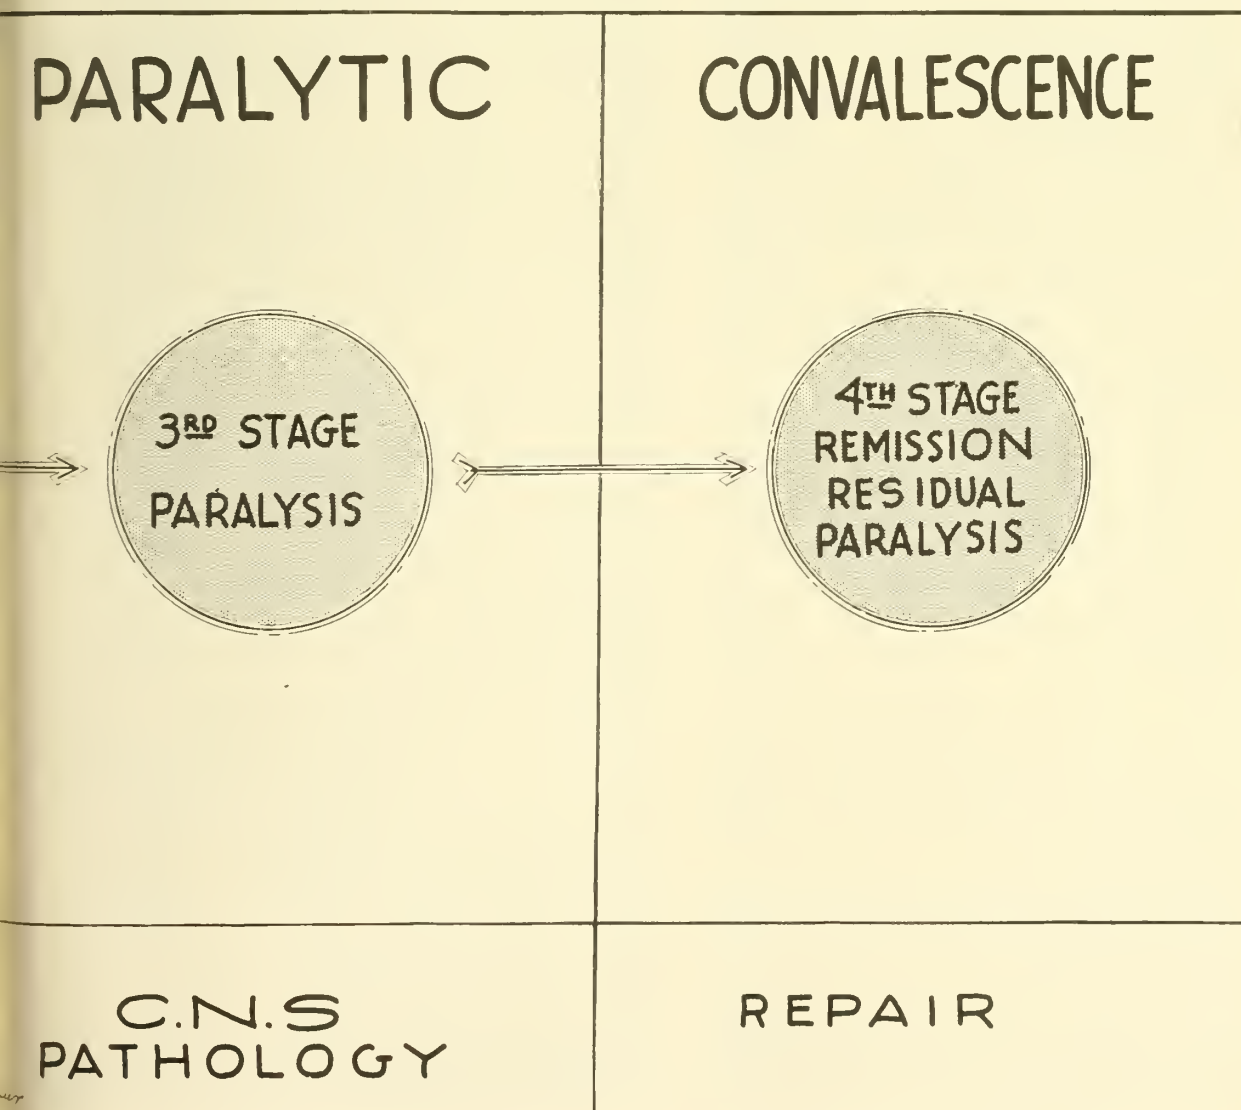 PARALYTIC
CONVALESCENCE
3RD STAGE
PARALYSIS
4TH STAGE
REMISSION
RESIDUAL
PARALYSIS
C.N.S
PATHOLOGY
REPAIR